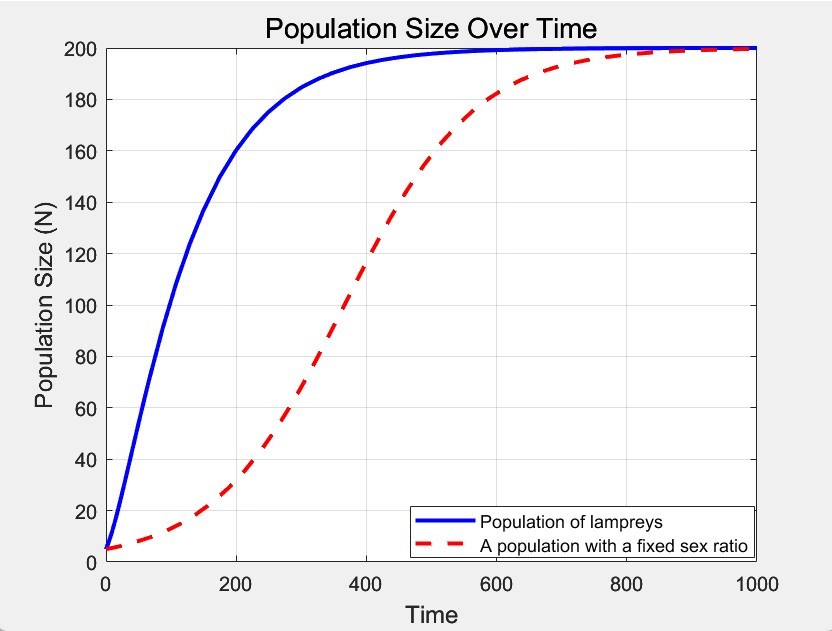 Population Size Over Time
Population Size (N)
200
180
160
140
120
100
80
60
40
20
0
0 200 400 600 800 1000
Time
Population of lampreys
A population with a fixed sex ratio